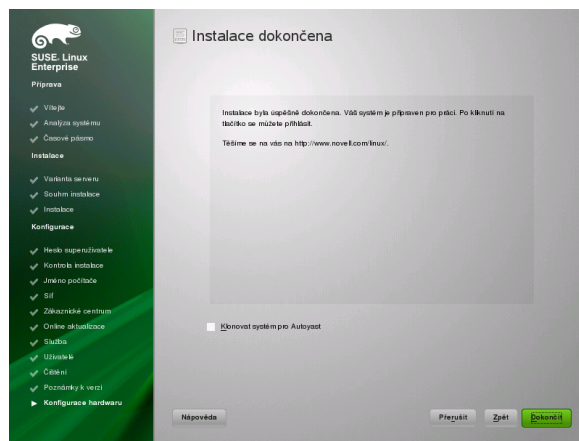 SUSE. Linux
Enterprise
Příprava
Vítejte
Analýza systému
Časové pásmo
Instalace
Varianta serveru
Souhrn instalace
Instalace
Konfigurace
Heslo superuživatele
Kontrola instalace
Jméno počítače
Síť
Zákaznické centrum
Online aktualizace
Služba
Uživatelé
Čištění
Poznámky k verzi
Konfigurace hardwaru
Instalace dokončena
Instalace byla úspěšně dokončena. Váš systém je připraven pro práci. Po kliknutí na
tlačítko se můžete přihlásit.
Těšíme se na vás na http://www.novell.com/linux/.
Klonovat systém pro Autoyast
Nápověda
Přerušit
Zpět
Dokončit